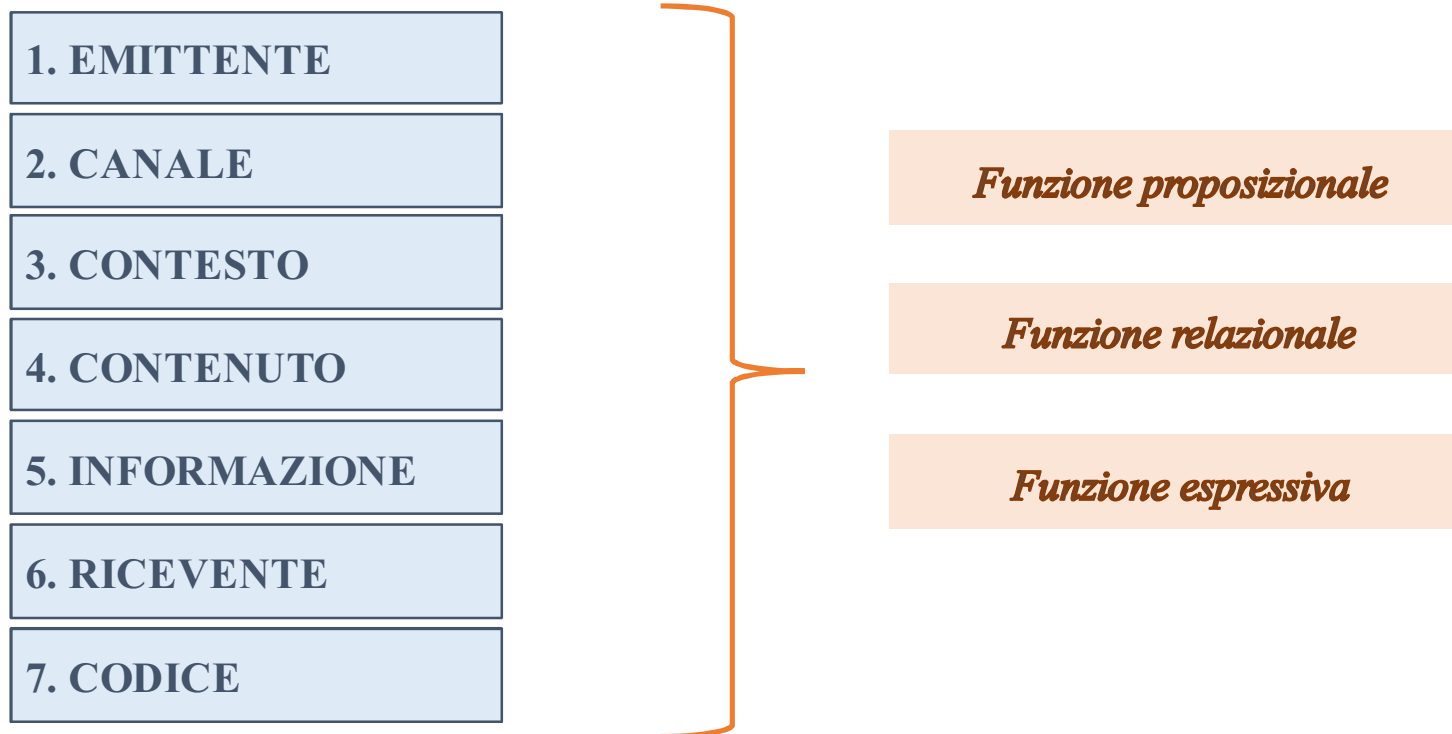 1. EMITTENTE
2. CANALE
3. CONTESTO
4. CONTENUTO
5. INFORMAZIONE
6. RICEVENTE
7. CODICE
Funzione proposizionale
Funzione relazionale
Funzione espressiva